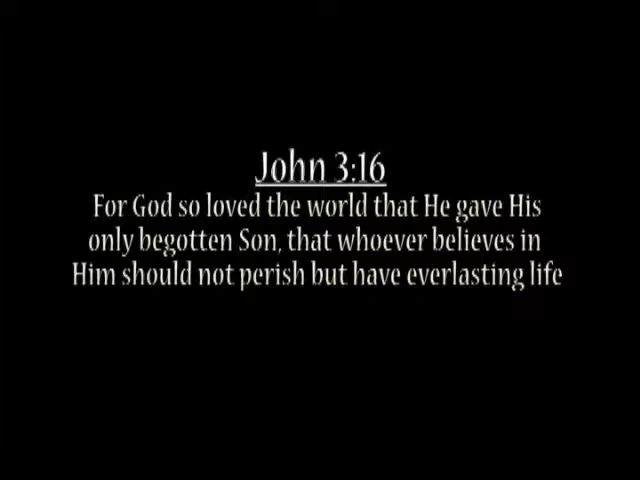 John 3:16
For God so loved the world that He gave His
only begotten Son, that whoever believes in
Him should not perish but have everlasting life